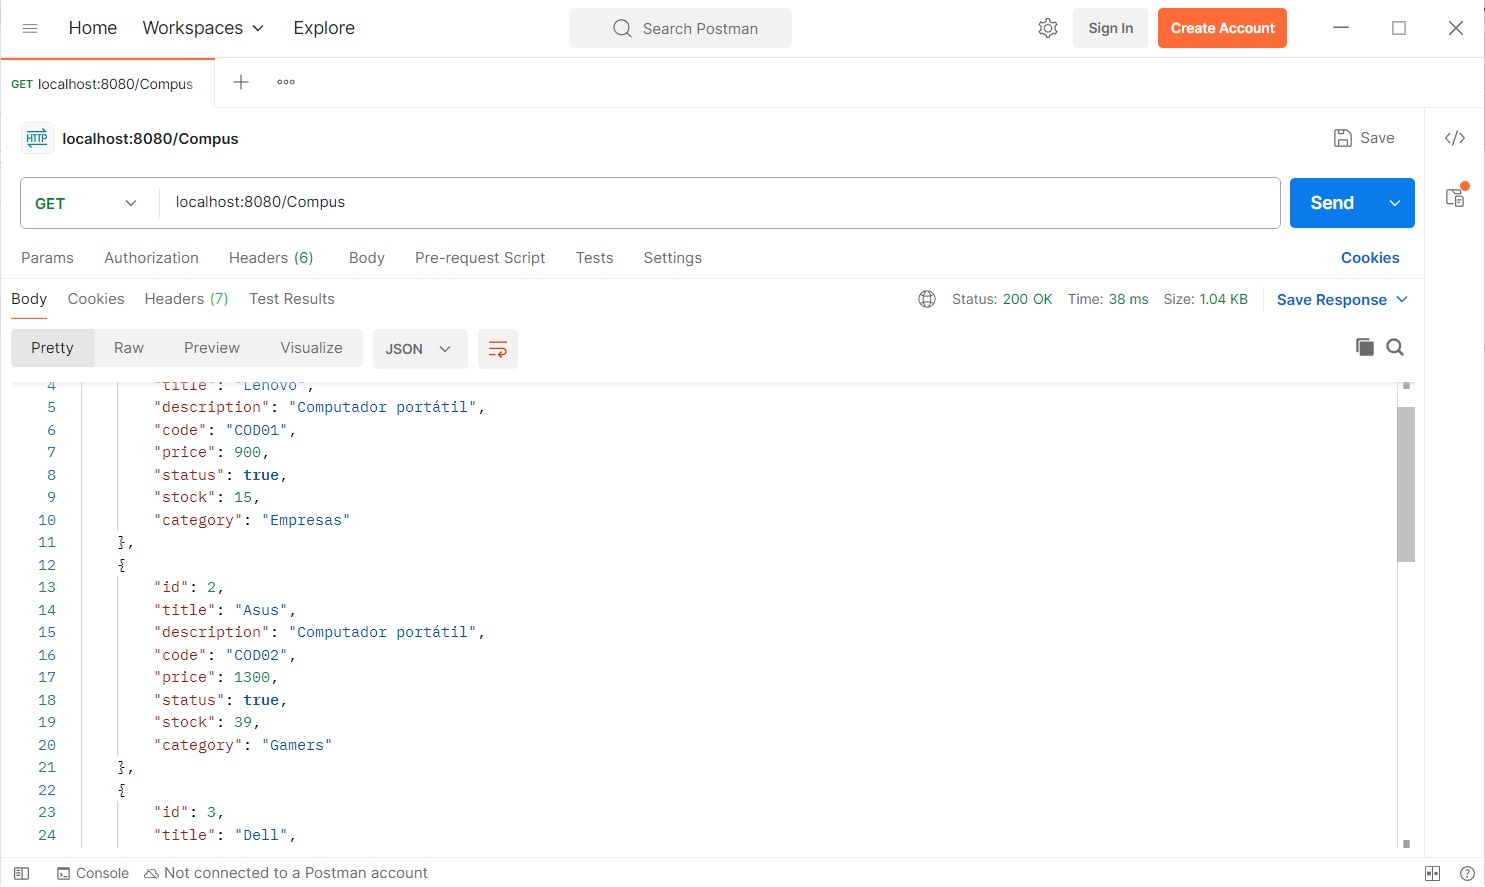 Home Workspaces Explore Search Postman Sign In Create Account
GET localhost:8080/Compus
HTTP localhost:8080/Compus Save
GET localhost:8080/Compus Send
Params Authorization Headers (6) Body Pre-request Script Tests Settings Cookies
Body Cookies Headers (7) Test Results Status: 200 OK Time: 38 ms Size: 1.04 KB Save Response
Pretty Raw Preview Visualize JSON
4 "title": "Lenovo",
5 "description": "Computador portátil",
6 "code": "COD01",
7 "price": 900,
8 "status": true,
9 "stock": 15,
10 "category": "Empresas"
11 },
12 {
13 "id": 2,
14 "title": "Asus",
15 "description": "Computador portátil",
16 "code": "COD02",
17 "price": 1300,
18 "status": true,
19 "stock": 39,
20 "category": "Gamers"
21 },
22 {
23 "id": 3,
24 "title": "Dell",
Console Not connected to a Postman account